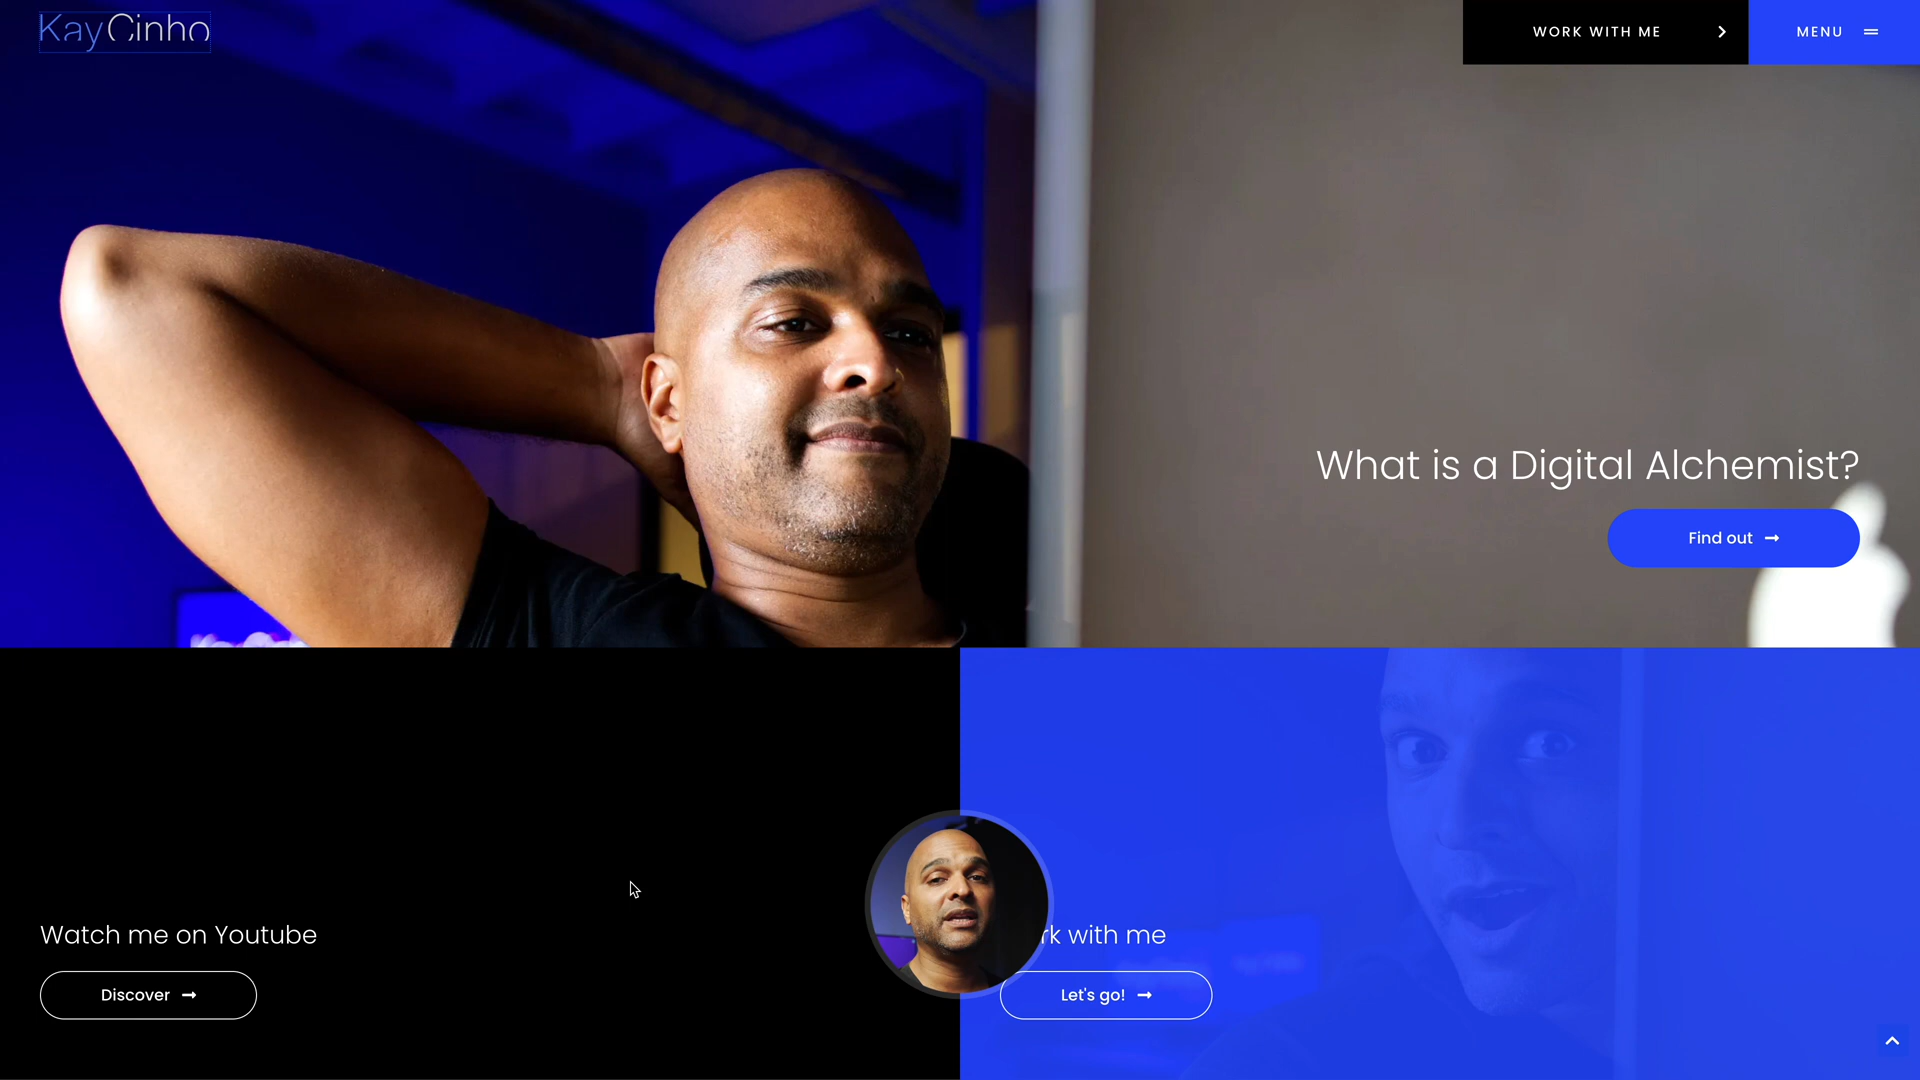 KayCinho
WORK WITH ME
MENU
What is a Digital Alchemist?
Find out
Watch me on Youtube
Discover
rk with me
Let's go!